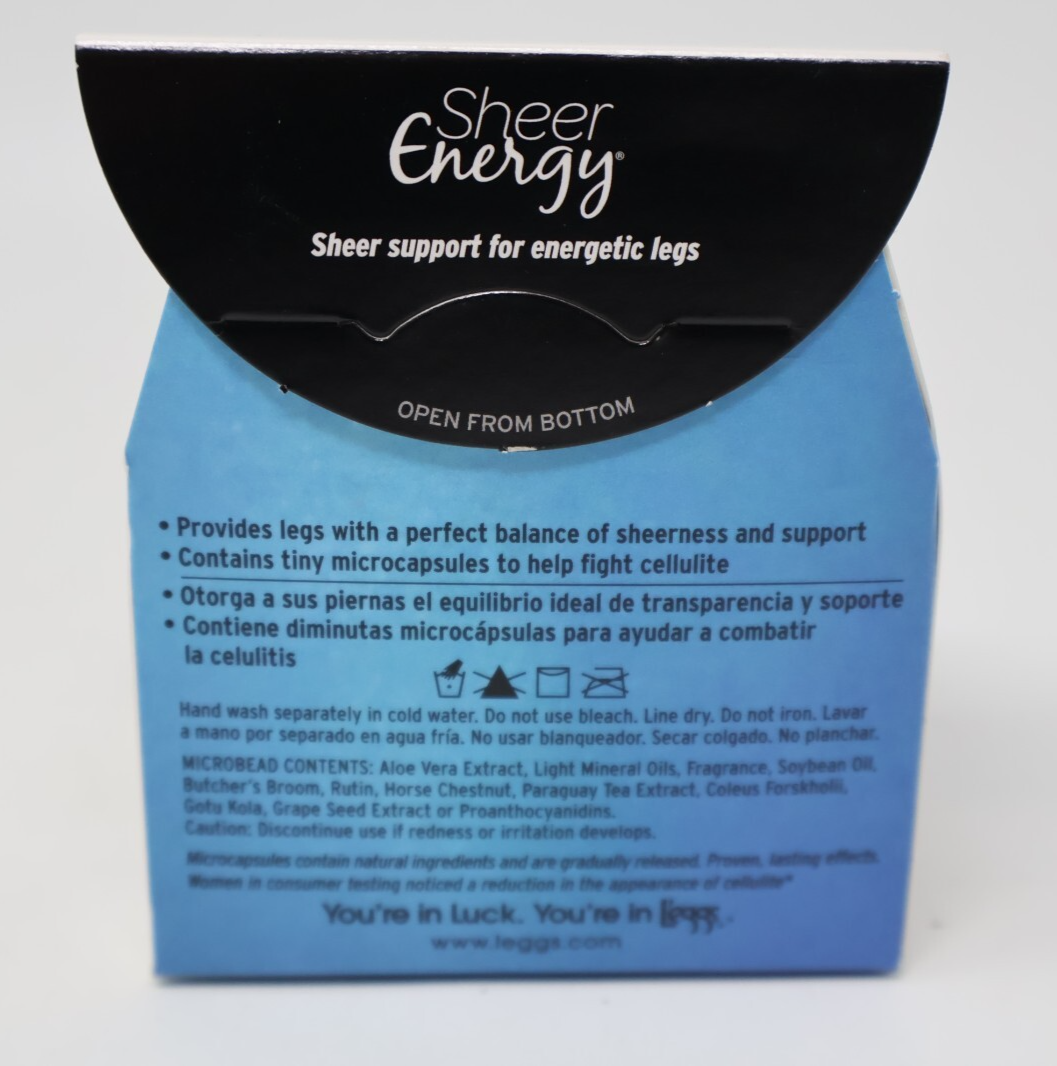 Sheer
Energy®
Sheer support for energetic legs
OPEN FROM BOTTOM
• Provides legs with a perfect balance of sheerness and support
• Contains tiny microcapsules to help fight cellulite
• Otorga a sus piernas el equilibrio ideal de transparencia y soporte
• Contiene diminutas microcápsulas para ayudar a combatir
la celulitis
Hand wash separately in cold water. Do not use bleach. Line dry. Do not iron. Lavar
a mano por separado en agua fría. No usar blanqueador. Secar colgado. No planchar.
MICROBEAD CONTENTS: Aloe Vera Extract, Light Mineral Oils, Fragrance, Soybean Oil,
Butcher's Broom, Rutin, Horse Chestnut, Paraguay Tea Extract, Coleus Forskholii,
Gotu Kola, Grape Seed Extract or Proanthocyanidins.
Caution: Discontinue use if redness or irritation develops.
Microcapsules contain natural ingredients and are gradually released. Proven, lasting effects.
Women in consumer testing noticed a reduction in the appearance of cellulite*
You're in Luck. You're in L'eggs.
www.leggs.com